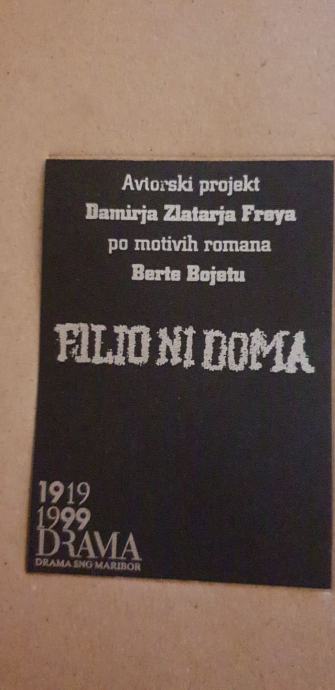 Avtorski projekt
Damirja Zlatarja Freya
po motivih romana
Berte Bojetu
FILIO NI DOMA
1919
1999
DRAMA
DRAMA SNG MARIBOR